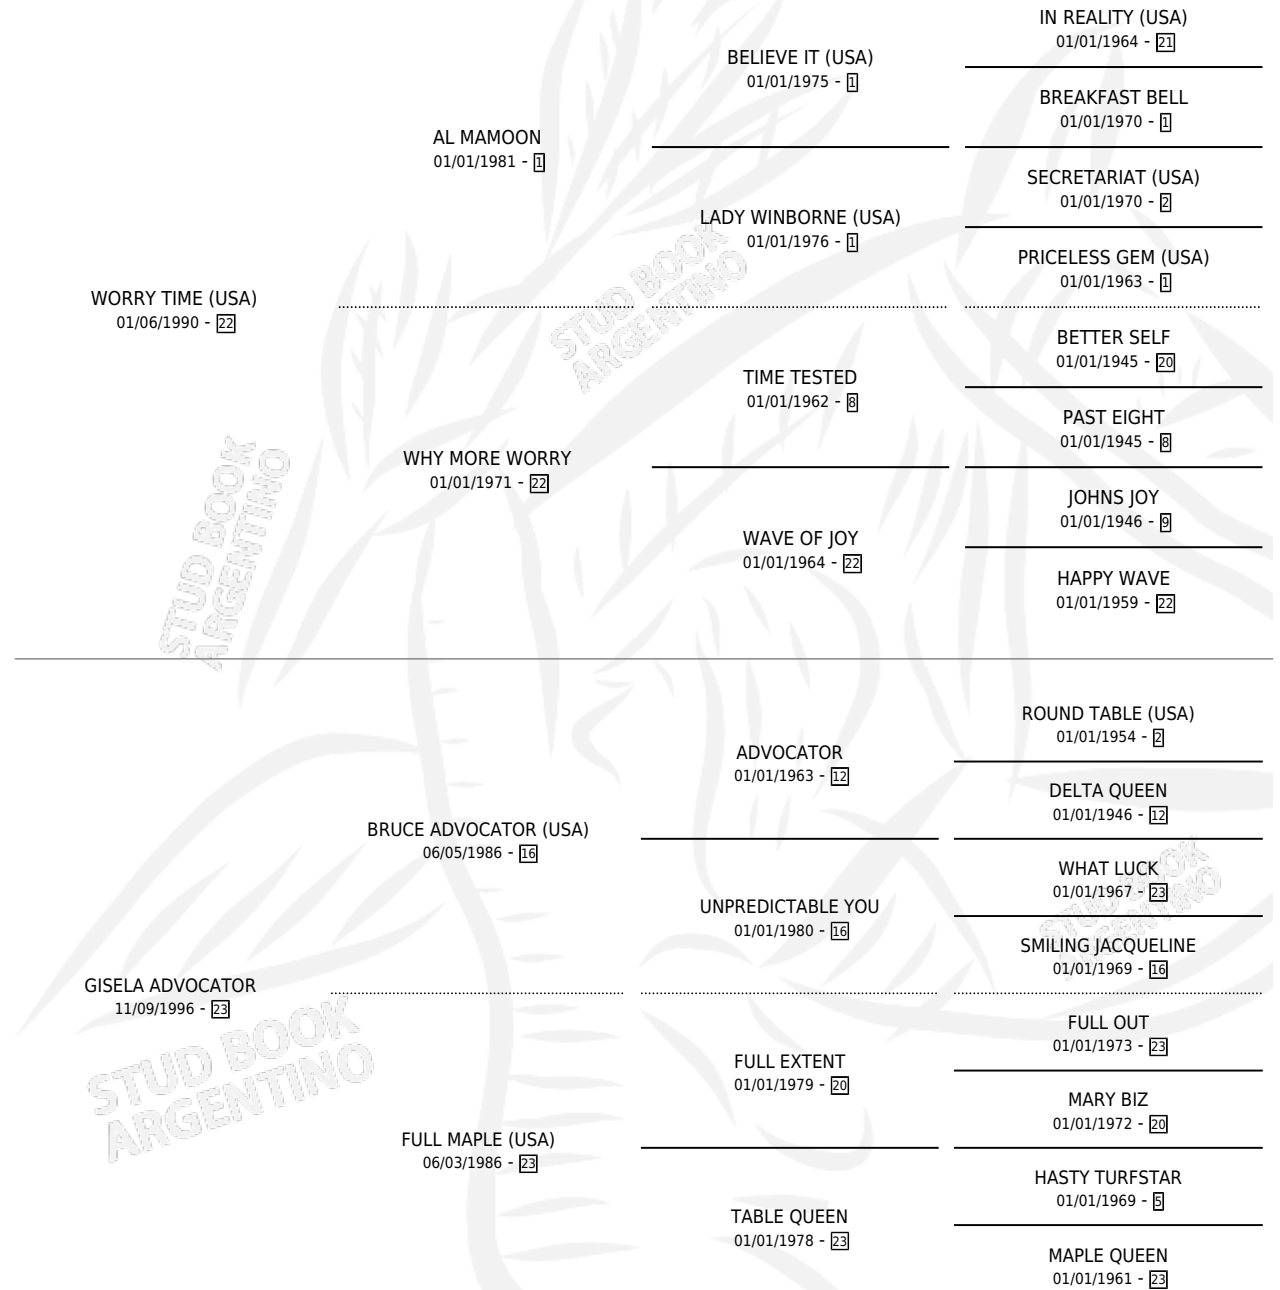 IN REALITY (USA)
01/01/1964 - 21
BELIEVE IT (USA)
01/01/1975 - 1
BREAKFAST BELL
01/01/1970 - 1
AL MAMOON
01/01/1981 - 1
SECRETARIAT (USA)
01/01/1970 - 2
LADY WINBORNE (USA)
01/01/1976 - 1
PRICELESS GEM (USA)
01/01/1963 - 1
WORRY TIME (USA)
01/06/1990 - 22
BETTER SELF
01/01/1945 - 20
TIME TESTED
01/01/1962 - 8
PAST EIGHT
01/01/1945 - 8
WHY MORE WORRY
01/01/1971 - 22
JOHNS JOY
01/01/1946 - 9
WAVE OF JOY
01/01/1964 - 22
HAPPY WAVE
01/01/1959 - 22
ROUND TABLE (USA)
01/01/1954 - 2
ADVOCATOR
01/01/1963 - 12
DELTA QUEEN
01/01/1946 - 12
BRUCE ADVOCATOR (USA)
06/05/1986 - 16
WHAT LUCK
01/01/1967 - 23
UNPREDICTABLE YOU
01/01/1980 - 16
SMILING JACQUELINE
01/01/1969 - 16
GISELA ADVOCATOR
11/09/1996 - 23
FULL OUT
01/01/1973 - 23
FULL EXTENT
01/01/1979 - 20
MARY BIZ
01/01/1972 - 20
FULL MAPLE (USA)
06/03/1986 - 23
HASTY TURFSTAR
01/01/1969 - 5
TABLE QUEEN
01/01/1978 - 23
MAPLE QUEEN
01/01/1961 - 23
STUD BOOK
ARGENTINO
STUD BOOK
ARGENTINO
STUD BOOK
ARGENTINO
STUD BOOK
ARGENTINO